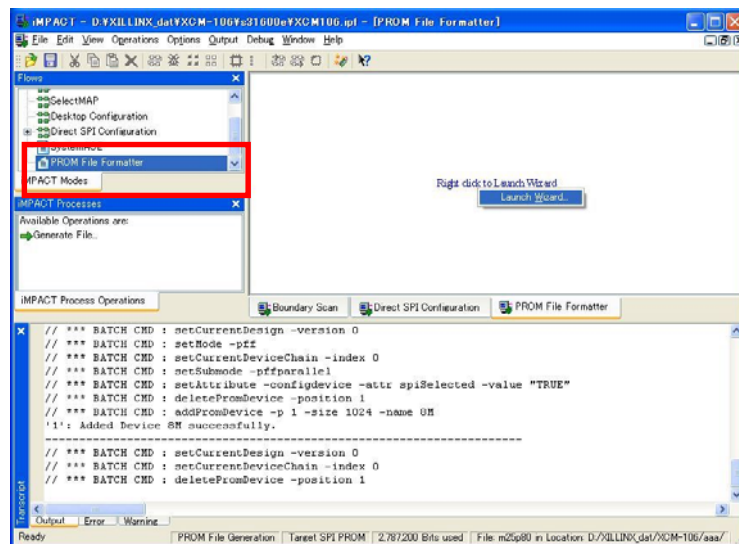 iMPACT - D:¥XILLINX_dat¥XCM-106¥s31600e¥XCM106.ipf - [PROM File Formatter]
File Edit View Operations Options Output Debug Window Help
Flows
SelectMAP
Desktop Configuration
Direct SPI Configuration
SystemACE
PROM File Formatter
iMPACT Modes
Right click to Launch Wizard
Launch Wizard...
iMPACT Processes
Available Operations are:
Generate File...
iMPACT Process Operations
Boundary Scan
Direct SPI Configuration
PROM File Formatter
// *** BATCH CMD : setCurrentDesign -version 0
// *** BATCH CMD : setMode -pff
// *** BATCH CMD : setCurrentDeviceChain -index 0
// *** BATCH CMD : setSubmode -pffparallel
// *** BATCH CMD : setAttribute -configdevice -attr spiSelected -value "TRUE"
// *** BATCH CMD : deletePromDevice -position 1
// *** BATCH CMD : addPromDevice -p 1 -size 1024 -name 8M
'1': Added Device 8M successfully.
----------------------------------------------------------------------
// *** BATCH CMD : setCurrentDesign -version 0
// *** BATCH CMD : setCurrentDeviceChain -index 0
// *** BATCH CMD : deletePromDevice -position 1
Transcript
Output Error Warning
Ready
PROM File Generation
Target SPI PROM
2,787,200 Bits used
File: m25p80 in Location: D:/XILLINX_dat/XCM-106/aaa/